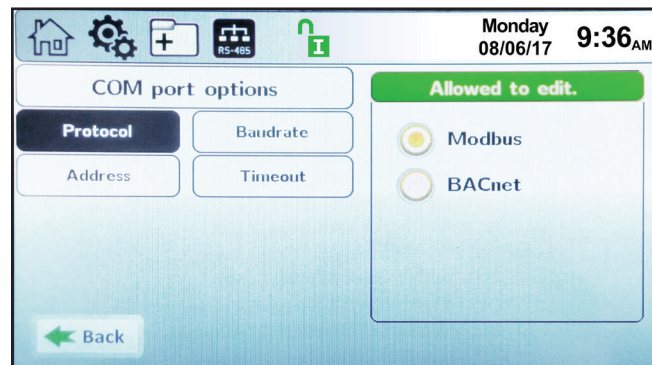 RS-485
I
Monday
08/06/17
9:36AM
COM port options
Allowed to edit.
Protocol
Baudrate
Address
Timeout
Modbus
BACnet
Back